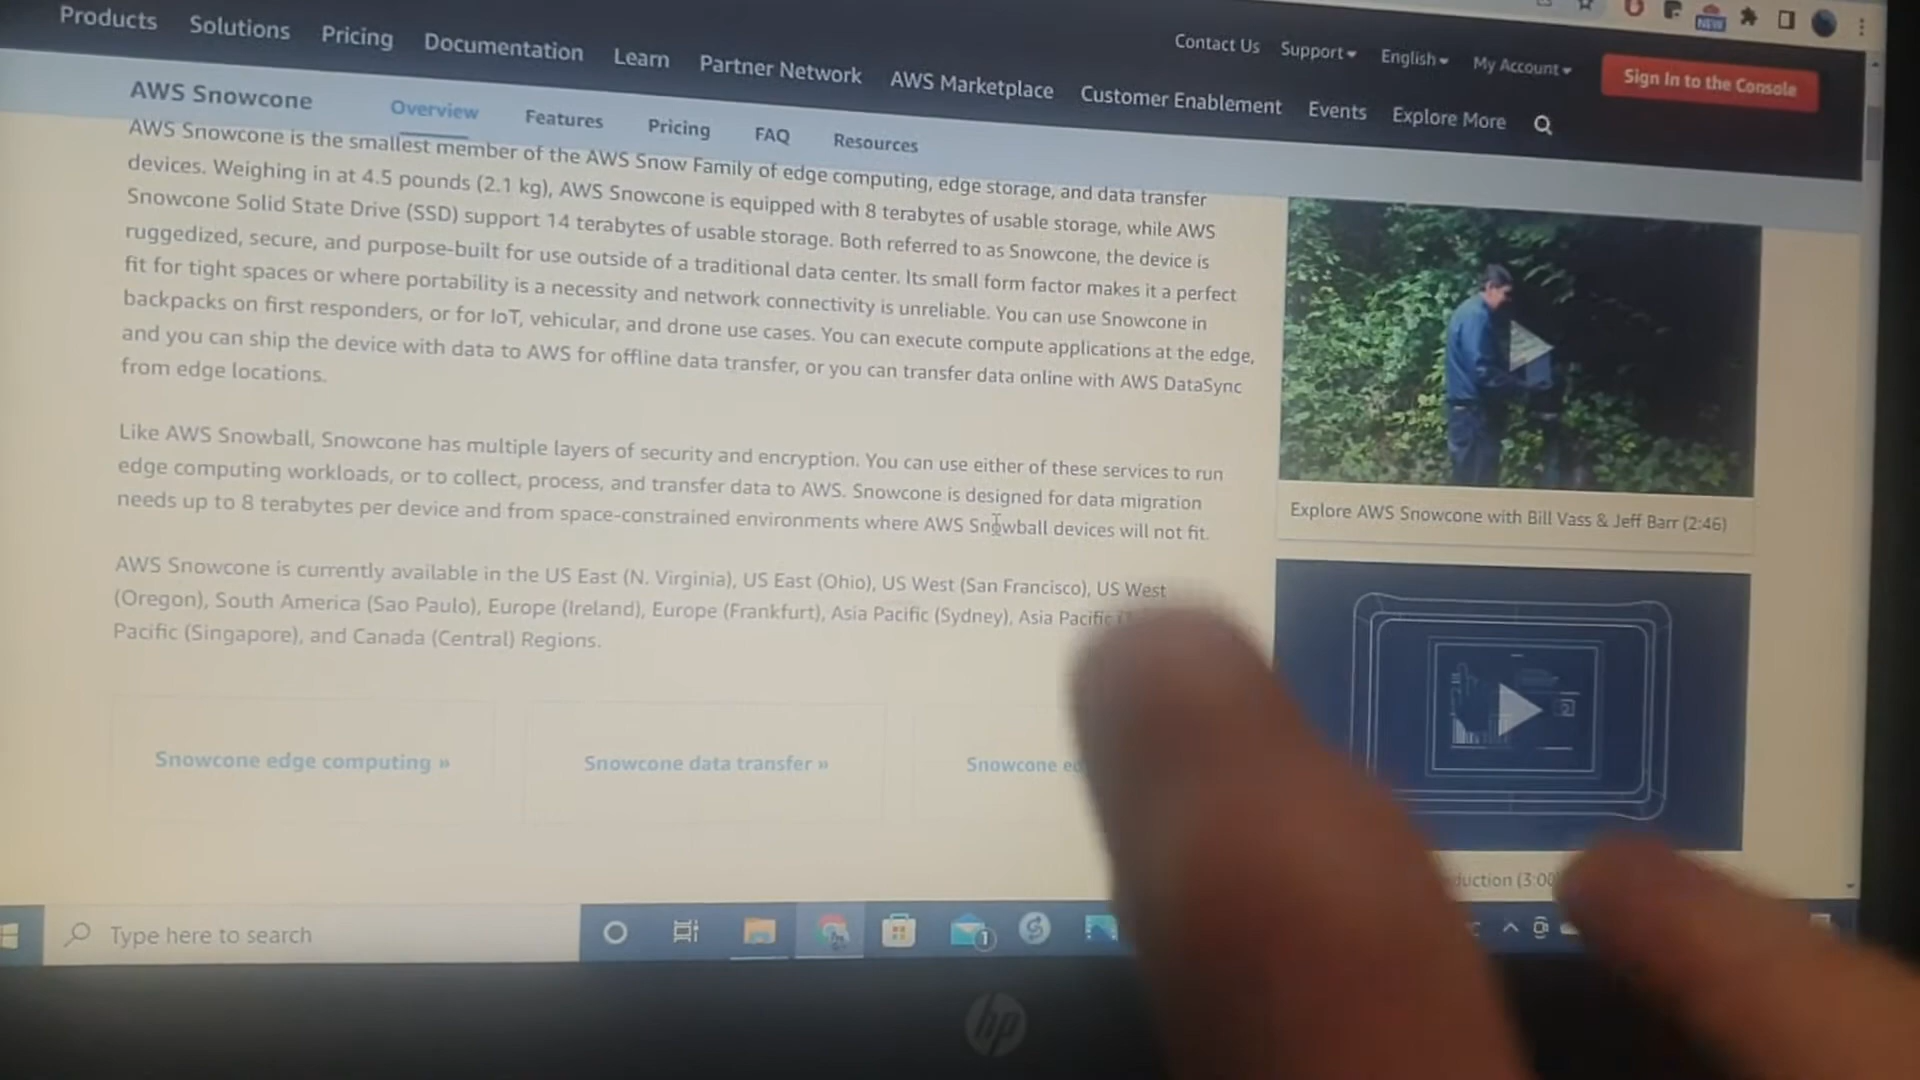 Products Solutions Pricing Documentation Learn Partner Network AWS Marketplace Customer Enablement Events Explore More
Contact Us Support English My Account Sign In to the Console
NEW
AWS Snowcone Overview Features Pricing FAQ Resources
AWS Snowcone is the smallest member of the AWS Snow Family of edge computing, edge storage, and data transfer
devices. Weighing in at 4.5 pounds (2.1 kg), AWS Snowcone is equipped with 8 terabytes of usable storage, while AWS
Snowcone Solid State Drive (SSD) support 14 terabytes of usable storage. Both referred to as Snowcone, the device is
ruggedized, secure, and purpose-built for use outside of a traditional data center. Its small form factor makes it a perfect
fit for tight spaces or where portability is a necessity and network connectivity is unreliable. You can use Snowcone in
backpacks on first responders, or for IoT, vehicular, and drone use cases. You can execute compute applications at the edge,
and you can ship the device with data to AWS for offline data transfer, or you can transfer data online with AWS DataSync
from edge locations.
Like AWS Snowball, Snowcone has multiple layers of security and encryption. You can use either of these services to run
edge computing workloads, or to collect, process, and transfer data to AWS. Snowcone is designed for data migration
needs up to 8 terabytes per device and from space-constrained environments where AWS Snowball devices will not fit.
AWS Snowcone is currently available in the US East (N. Virginia), US East (Ohio), US West (San Francisco), US West
(Oregon), South America (Sao Paulo), Europe (Ireland), Europe (Frankfurt), Asia Pacific (Sydney), Asia Pacific
Pacific (Singapore), and Canada (Central) Regions.
Explore AWS Snowcone with Bill Vass & Jeff Barr (2:46)
Snowcone edge computing »
Snowcone data transfer »
Snowcone
Type here to search
1
hp